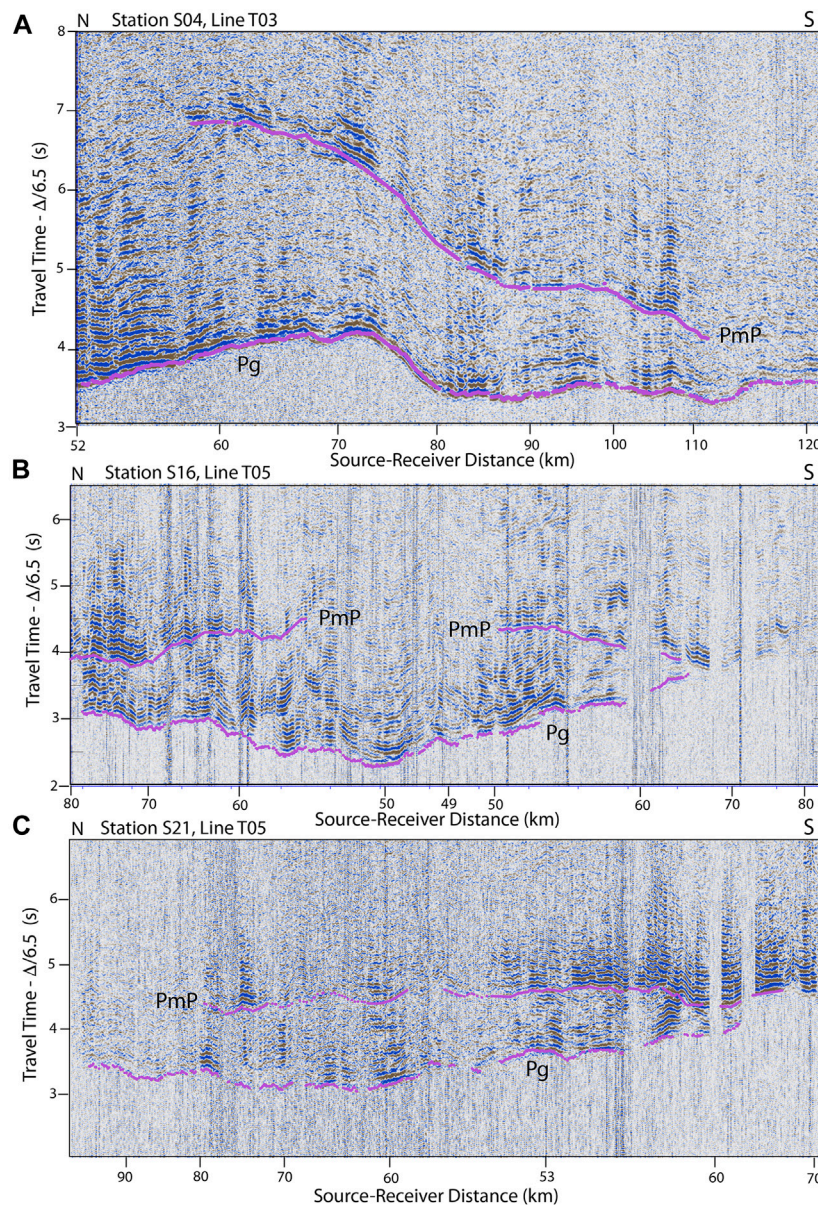 A
N Station S04, Line T03 S
8
7
6
5
4
3
Travel Time - Δ/6.5 (s)
Pg
PmP
52 60 70 80 90 100 110 120
Source-Receiver Distance (km)
B
N Station S16, Line T05 S
6
5
4
3
2
Travel Time - Δ/6.5 (s)
PmP
PmP
Pg
80 70 60 50 49 50 60 70 80
Source-Receiver Distance (km)
C
N Station S21, Line T05 S
6
5
4
3
Travel Time - Δ/6.5 (s)
PmP
Pg
90 80 70 60 53 60 70
Source-Receiver Distance (km)